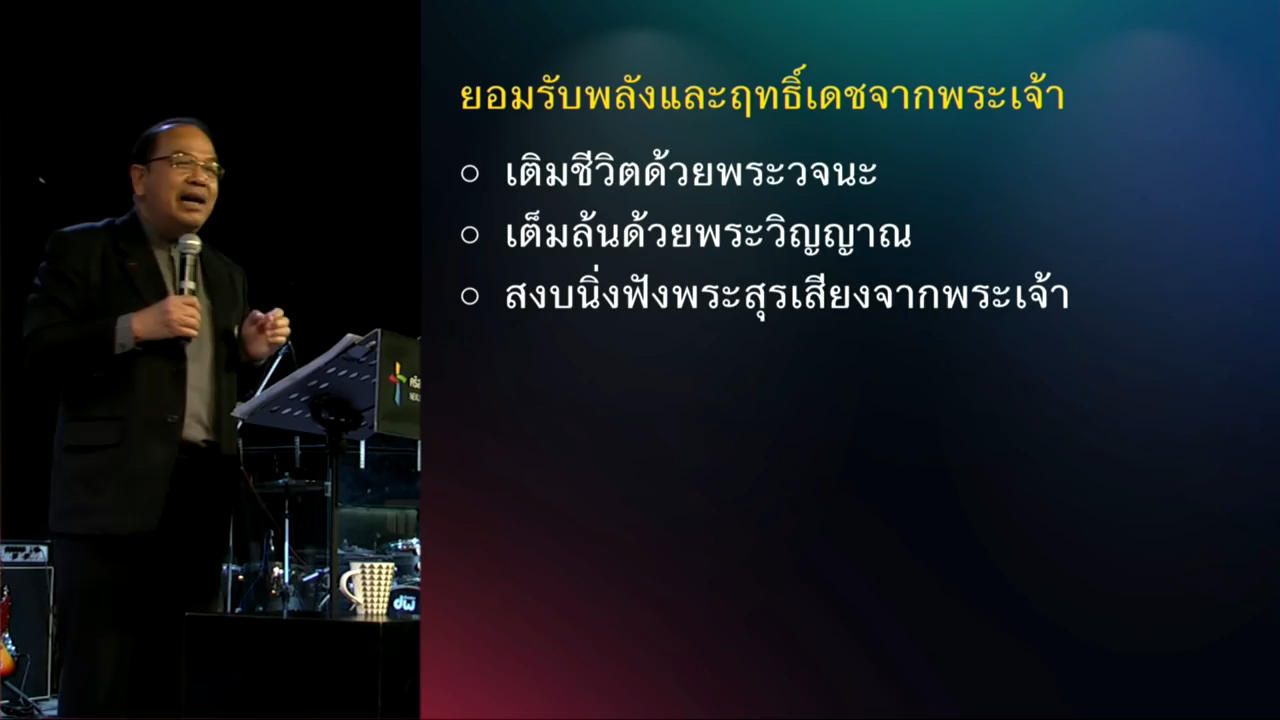 ยอมรับพลังและฤทธิ์เดชจากพระเจ้า
○ เติมชีวิตด้วยพระวจนะ
○ เต็มล้นด้วยพระวิญญาณ
○ สงบนิ่งฟังพระสุรเสียงจากพระเจ้า
dw